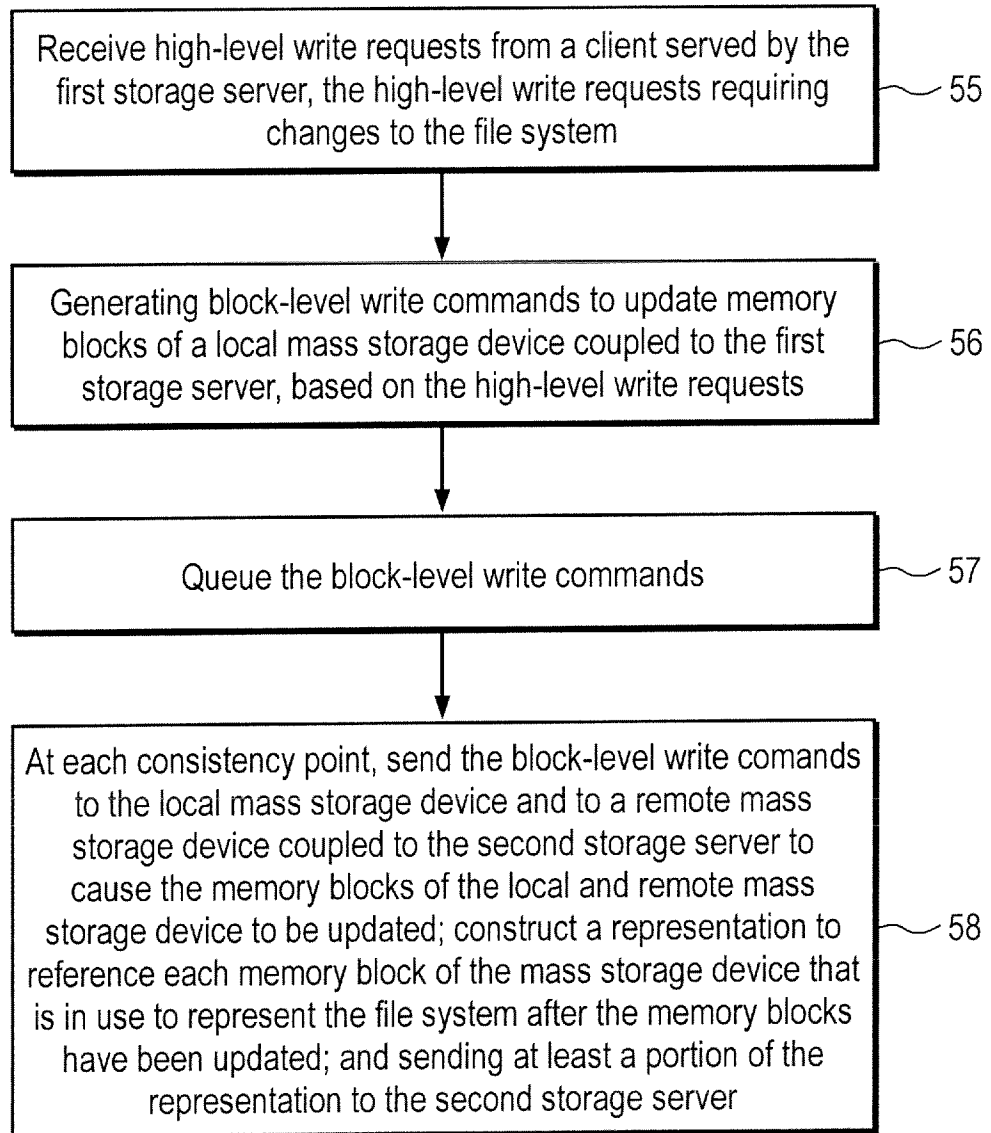 Receive high-level write requests from a client served by the
first storage server, the high-level write requests requiring
changes to the file system
55
Generating block-level write commands to update memory
blocks of a local mass storage device coupled to the first
storage server, based on the high-level write requests
56
Queue the block-level write commands
57
At each consistency point, send the block-level write comands
to the local mass storage device and to a remote mass
storage device coupled to the second storage server to
cause the memory blocks of the local and remote mass
storage device to be updated; construct a representation to
reference each memory block of the mass storage device that
is in use to represent the file system after the memory blocks
have been updated; and sending at least a portion of the
representation to the second storage server
58